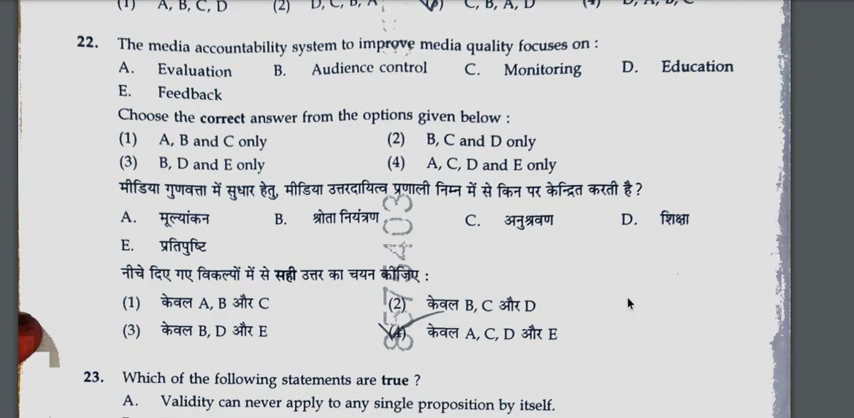 (1) A, B, C, D (2) D, C, B, A (3) C, B, A, D (4)
22. The media accountability system to improve media quality focuses on :
A. Evaluation B. Audience control C. Monitoring D. Education
E. Feedback
Choose the correct answer from the options given below :
(1) A, B and C only (2) B, C and D only
(3) B, D and E only (4) A, C, D and E only
मीडिया गुणवत्ता में सुधार हेतु, मीडिया उत्तरदायित्व प्रणाली निम्न में से किन पर केन्द्रित करती है ?
A. मूल्यांकन B. श्रोता नियंत्रण C. अनुश्रवण D. शिक्षा
E. प्रतिपुष्टि
नीचे दिए गए विकल्पों में से सही उत्तर का चयन कीजिए :
(1) केवल A, B और C (2) केवल B, C और D
(3) केवल B, D और E (4) केवल A, C, D और E
23. Which of the following statements are true ?
A. Validity can never apply to any single proposition by itself.